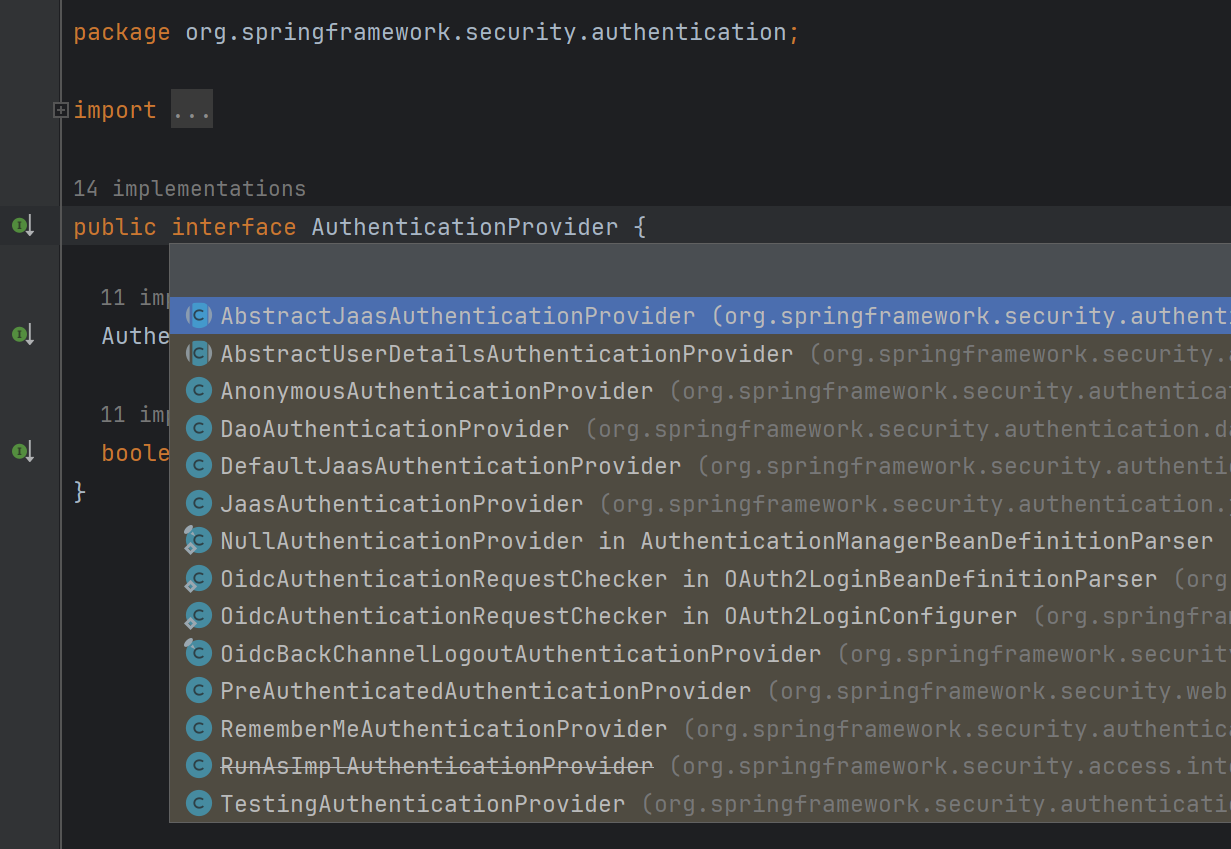 package org.springframework.security.authentication;
import ...
14 implementations
public interface AuthenticationProvider {
11 imp
AbstractJaasAuthenticationProvider (org.springframework.security.authenti
Authe
AbstractUserDetailsAuthenticationProvider (org.springframework.security.
AnonymousAuthenticationProvider (org.springframework.security.authentica
11 imp
DaoAuthenticationProvider (org.springframework.security.authentication.d
boole
DefaultJaasAuthenticationProvider (org.springframework.security.authenti
}
JaasAuthenticationProvider (org.springframework.security.authentication.
NullAuthenticationProvider in AuthenticationManagerBeanDefinitionParser
OidcAuthenticationRequestChecker in OAuth2LoginBeanDefinitionParser (org
OidcAuthenticationRequestChecker in OAuth2LoginConfigurer (org.springfra
OidcBackChannelLogoutAuthenticationProvider (org.springframework.security
PreAuthenticatedAuthenticationProvider (org.springframework.security.web
RememberMeAuthenticationProvider (org.springframework.security.authentica
RunAsImplAuthenticationProvider (org.springframework.security.access.inte
TestingAuthenticationProvider (org.springframework.security.authenticati